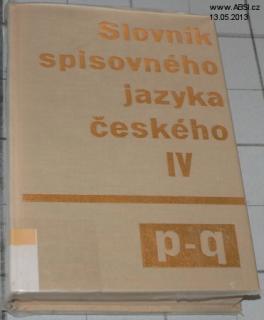 www.ABSI.cz
13.05.2013
Slovník
spisovného
jazyka
českého
IV
p-q